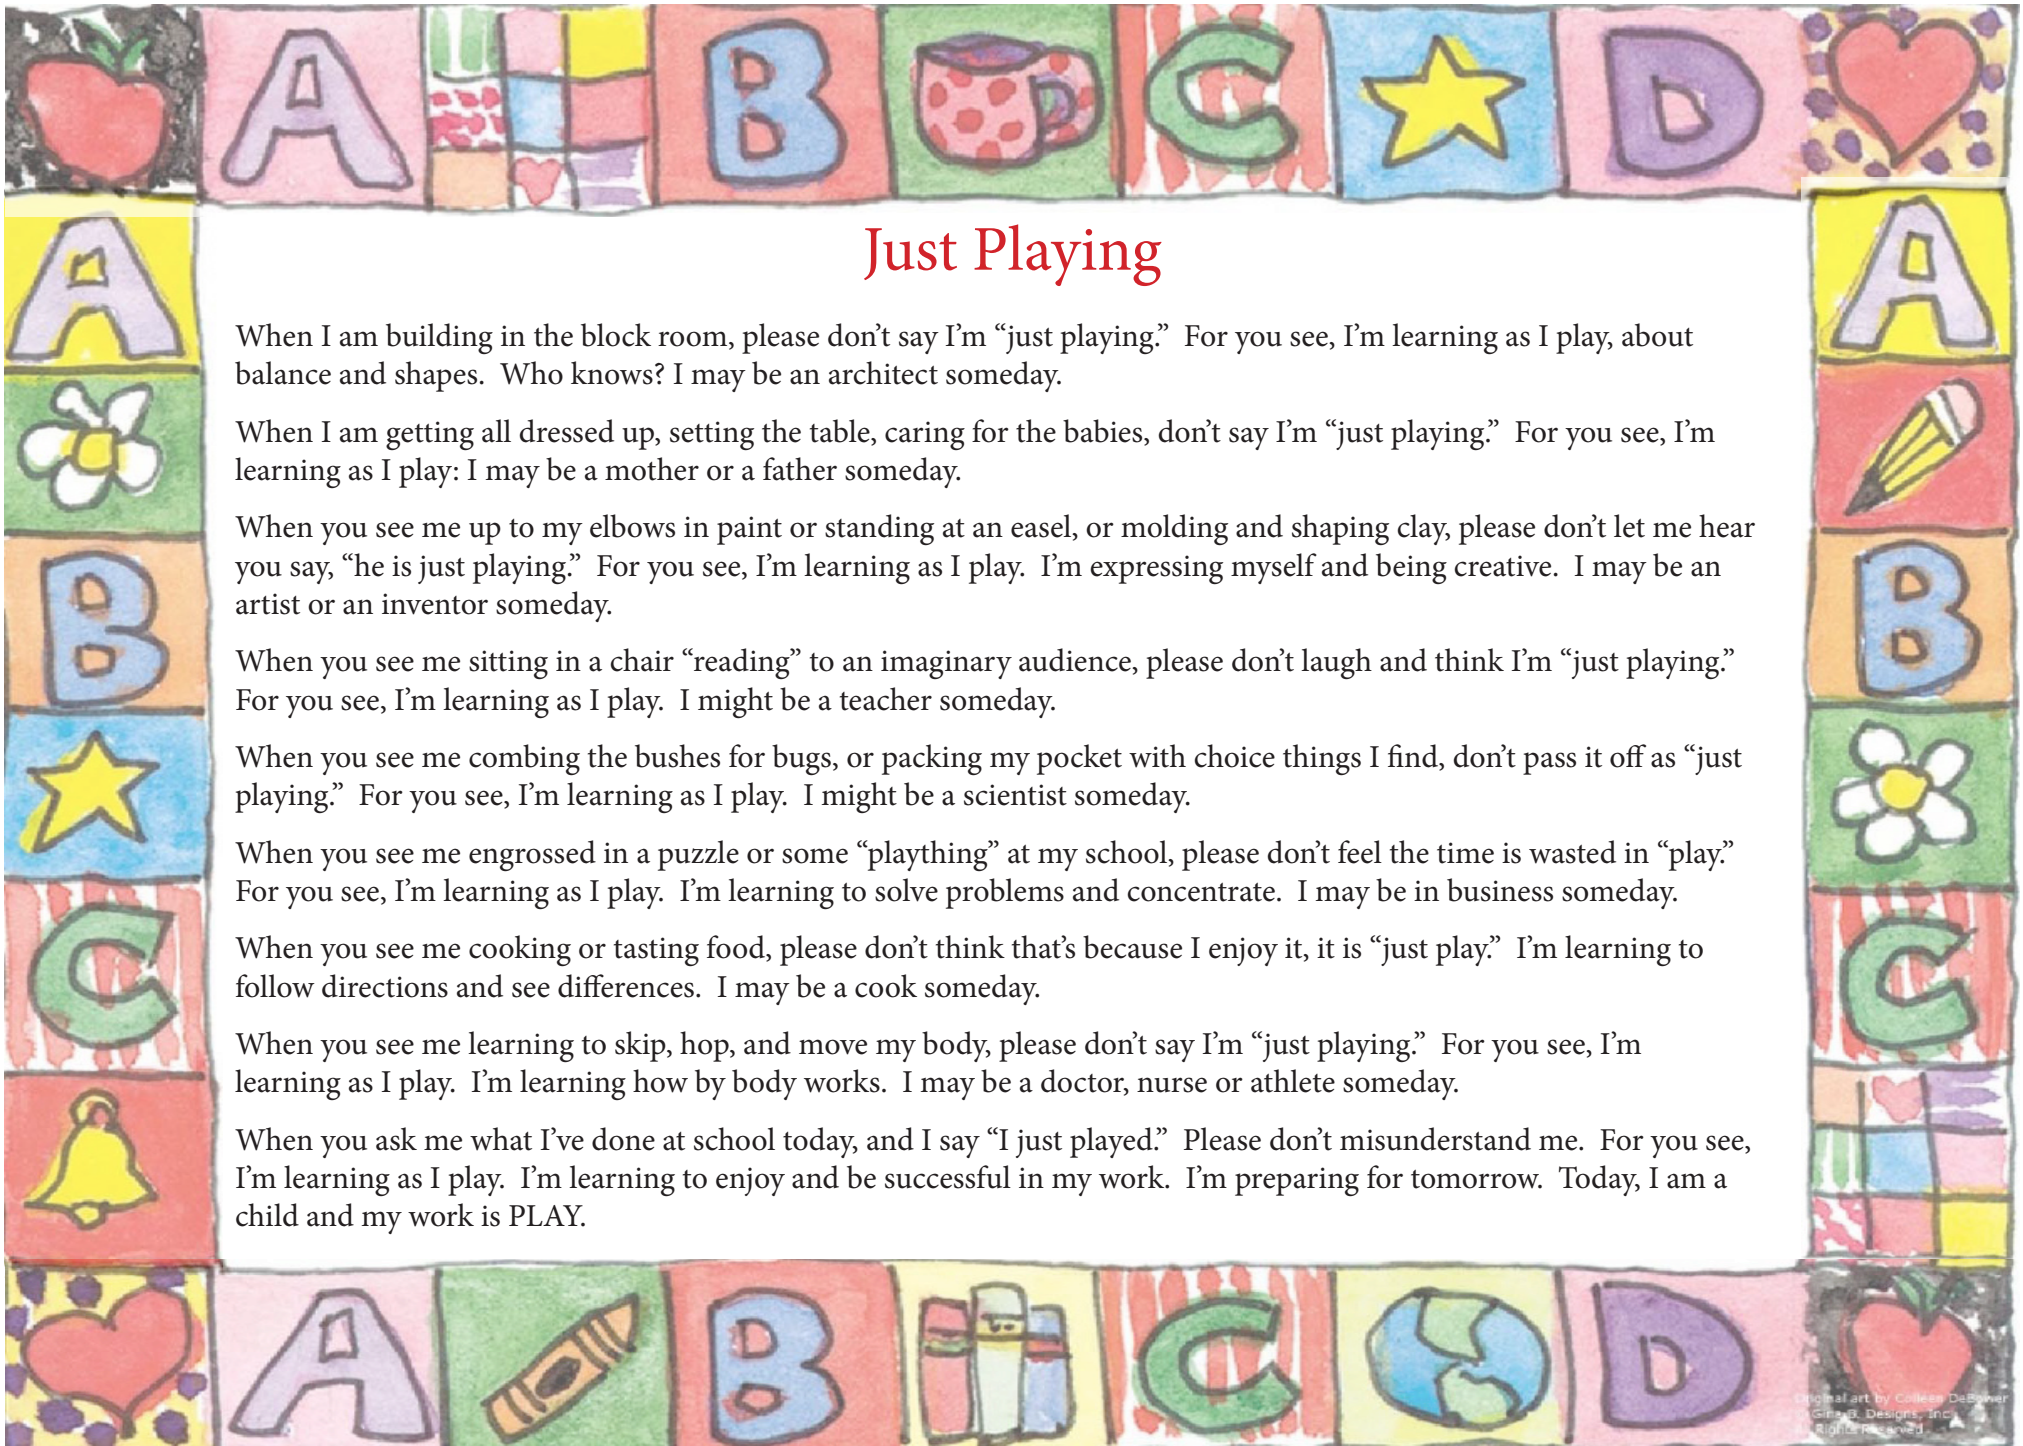 A B C D
Just Playing
When I am building in the block room, please don’t say I’m “just playing.”  For you see, I’m learning as I play, about
balance and shapes.  Who knows? I may be an architect someday.
When I am getting all dressed up, setting the table, caring for the babies, don’t say I’m “just playing.”  For you see, I’m
learning as I play: I may be a mother or a father someday.
When you see me up to my elbows in paint or standing at an easel, or molding and shaping clay, please don’t let me hear
you say, “he is just playing.”  For you see, I’m learning as I play.  I’m expressing myself and being creative.  I may be an
artist or an inventor someday.
When you see me sitting in a chair “reading” to an imaginary audience, please don’t laugh and think I’m “just playing.”
For you see, I’m learning as I play.  I might be a teacher someday.
When you see me combing the bushes for bugs, or packing my pocket with choice things I find, don’t pass it off as “just
playing.”  For you see, I’m learning as I play.  I might be a scientist someday.
When you see me engrossed in a puzzle or some “plaything” at my school, please don’t feel the time is wasted in “play.”
For you see, I’m learning as I play.  I’m learning to solve problems and concentrate.  I may be in business someday.
When you see me cooking or tasting food, please don’t think that’s because I enjoy it, it is “just play.”  I’m learning to
follow directions and see differences.  I may be a cook someday.
When you see me learning to skip, hop, and move my body, please don’t say I’m “just playing.”  For you see, I’m
learning as I play.  I’m learning how by body works.  I may be a doctor, nurse or athlete someday.
When you ask me what I’ve done at school today, and I say “I just played.”  Please don’t misunderstand me.  For you see,
I’m learning as I play.  I’m learning to enjoy and be successful in my work.  I’m preparing for tomorrow.  Today, I am a
child and my work is PLAY.
A
B
C
A
B
C
A B C D
Original art by Colleen DeBower
Gina B. Designs, Inc.
Rights Reserved